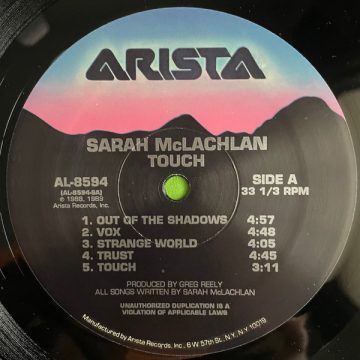 ARISTA
SARAH McLACHLAN
TOUCH
AL-8594
(AL-8594-SA)
℗ 1988, 1989
Arista Records, Inc.
SIDE A
33 1/3 RPM
1. OUT OF THE SHADOWS 4:57
2. VOX 4:48
3. STRANGE WORLD 4:05
4. TRUST 4:45
5. TOUCH 3:11
PRODUCED BY GREG REELY
ALL SONGS WRITTEN BY SARAH McLACHLAN
UNAUTHORIZED DUPLICATION IS A
VIOLATION OF APPLICABLE LAWS
Manufactured by Arista Records, Inc., 6 W. 57th St., N.Y., N.Y. 10019